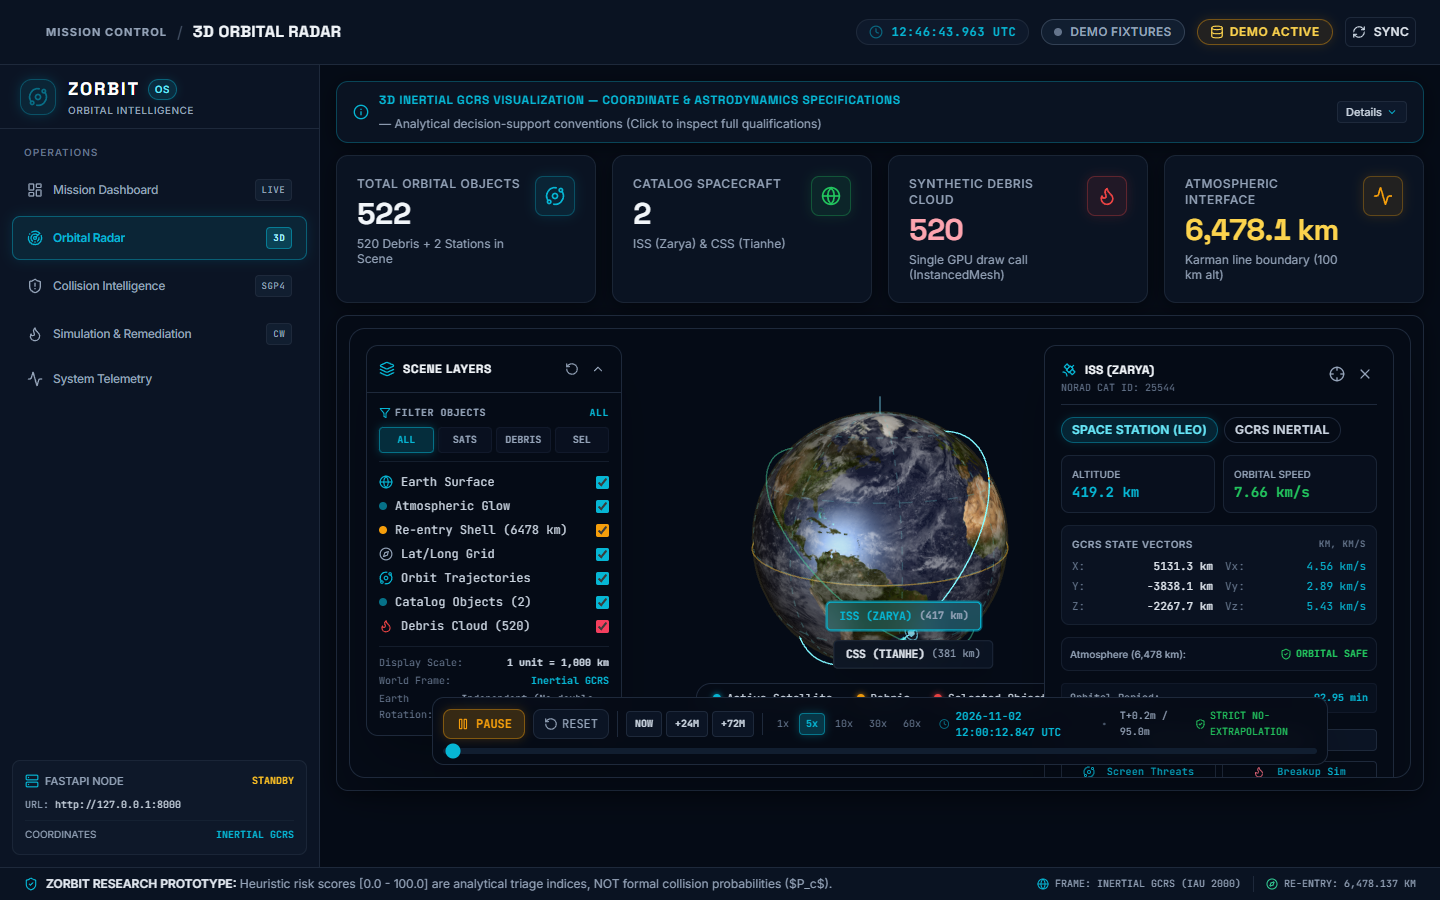 MISSION CONTROL / 3D ORBITAL RADAR
12:46:43.963 UTC
DEMO FIXTURES
DEMO ACTIVE
SYNC
ZORBIT OS
ORBITAL INTELLIGENCE
OPERATIONS
Mission Dashboard LIVE
Orbital Radar 3D
Collision Intelligence SGP4
Simulation & Remediation CW
System Telemetry
FASTAPI NODE STANDBY
URL: http://127.0.0.1:8000
COORDINATES INERTIAL GCRS
3D INERTIAL GCRS VISUALIZATION — COORDINATE & ASTRODYNAMICS SPECIFICATIONS
— Analytical decision-support conventions (Click to inspect full qualifications)
Details
TOTAL ORBITAL OBJECTS
522
520 Debris + 2 Stations in
Scene
CATALOG SPACECRAFT
2
ISS (Zarya) & CSS (Tianhe)
SYNTHETIC DEBRIS
CLOUD
520
Single GPU draw call
(InstancedMesh)
ATMOSPHERIC
INTERFACE
6,478.1 km
Karman line boundary (100
km alt)
SCENE LAYERS
FILTER OBJECTS ALL
ALL SATS DEBRIS SEL
Earth Surface
Atmospheric Glow
Re-entry Shell (6478 km)
Lat/Long Grid
Orbit Trajectories
Catalog Objects (2)
Debris Cloud (520)
Display Scale: 1 unit = 1,000 km
World Frame: Inertial GCRS
Earth Independent (No double
Rotation:
ISS (ZARYA) (417 km)
CSS (TIANHE) (381 km)
Active Satellite Debris Selected Object
ISS (ZARYA)
NORAD CAT ID: 25544
SPACE STATION (LEO) GCRS INERTIAL
ALTITUDE
419.2 km
ORBITAL SPEED
7.66 km/s
GCRS STATE VECTORS KM, KM/S
X: 5131.3 km Vx: 4.56 km/s
Y: -3838.1 km Vy: 2.89 km/s
Z: -2267.7 km Vz: 5.43 km/s
Atmosphere (6,478 km): ORBITAL SAFE
Orbital Period: 92.95 min
Screen Threats Breakup Sim
PAUSE RESET NOW +24M +72M 1x 5x 10x 30x 60x
2026-11-02
12:00:12.847 UTC
•
T+0.2m /
95.0m
STRICT NO-
EXTRAPOLATION
ZORBIT RESEARCH PROTOTYPE: Heuristic risk scores [0.0 - 100.0] are analytical triage indices, NOT formal collision probabilities ($P_c$).
FRAME: INERTIAL GCRS (IAU 2000)
RE-ENTRY: 6,478.137 KM